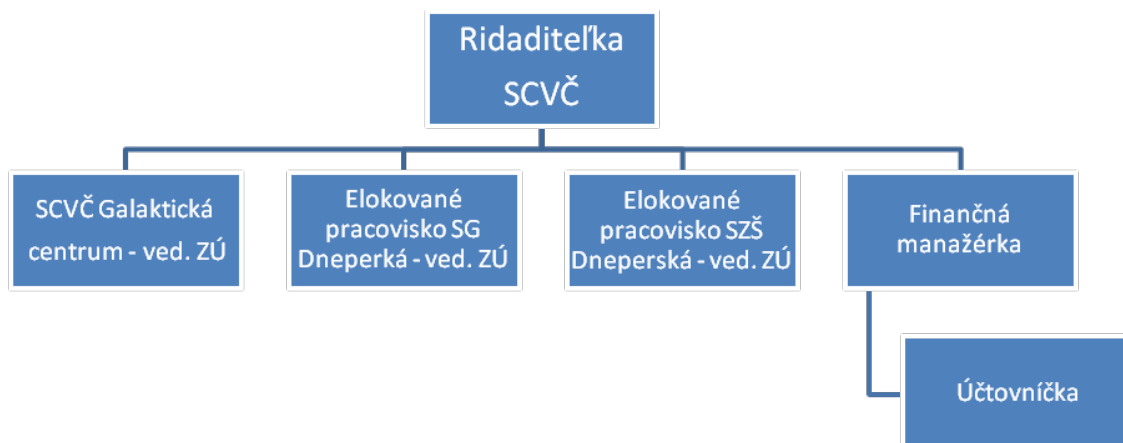 Ridaditeľka
SCVČ
SCVČ Galaktická
centrum - ved. ZÚ
Elokované
pracovisko SG
Dneperká - ved. ZÚ
Elokované
pracovisko SZŠ
Dneperská - ved. ZÚ
Finančná
manažérka
Účtovníčka